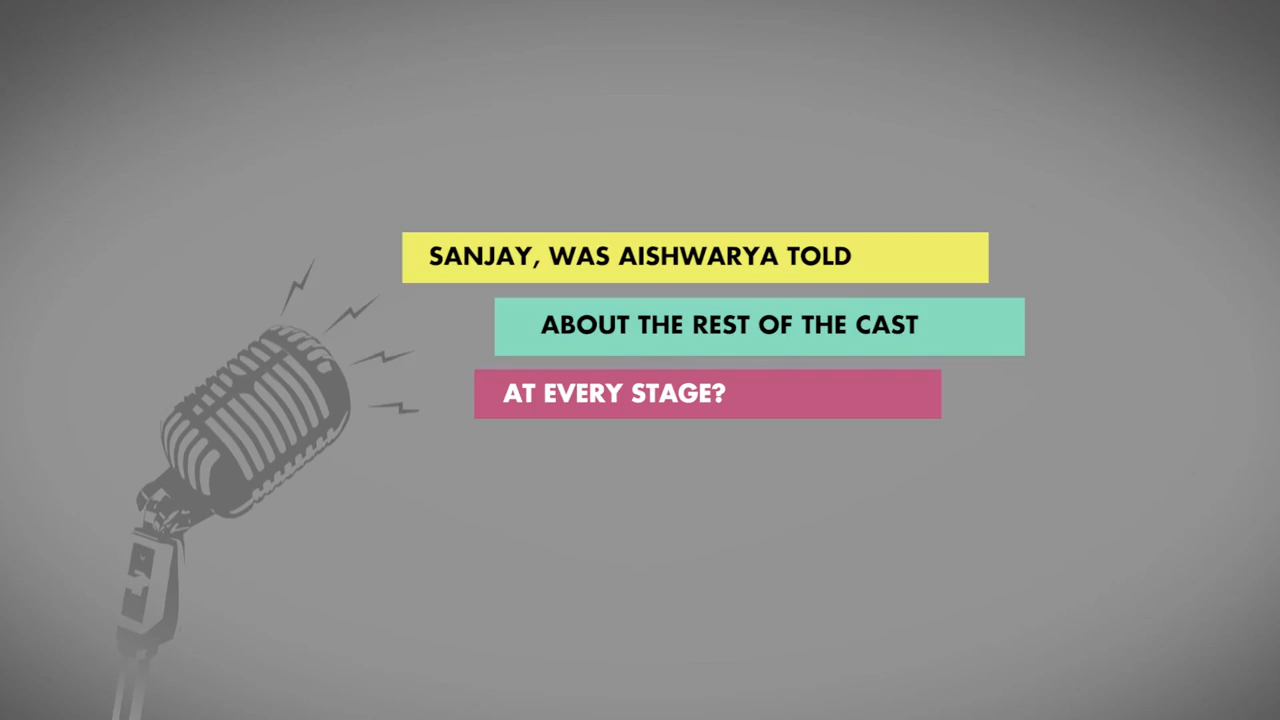 SANJAY, WAS AISHWARYA TOLD
ABOUT THE REST OF THE CAST
AT EVERY STAGE?